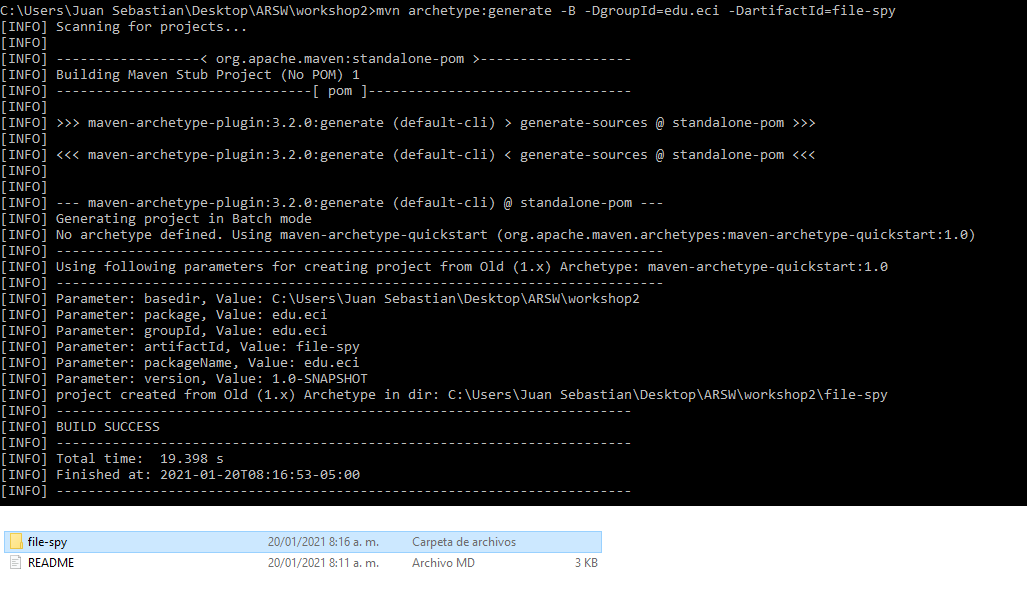 C:\Users\Juan Sebastian\Desktop\ARSW\workshop2>mvn archetype:generate -B -DgroupId=edu.eci -DartifactId=file-spy
[INFO] Scanning for projects...
[INFO]
[INFO] ------------------< org.apache.maven:standalone-pom >-------------------
[INFO] Building Maven Stub Project (No POM) 1
[INFO] --------------------------------[ pom ]---------------------------------
[INFO]
[INFO] >>> maven-archetype-plugin:3.2.0:generate (default-cli) > generate-sources @ standalone-pom >>>
[INFO]
[INFO] <<< maven-archetype-plugin:3.2.0:generate (default-cli) < generate-sources @ standalone-pom <<<
[INFO]
[INFO]
[INFO] --- maven-archetype-plugin:3.2.0:generate (default-cli) @ standalone-pom ---
[INFO] Generating project in Batch mode
[INFO] No archetype defined. Using maven-archetype-quickstart (org.apache.maven.archetypes:maven-archetype-quickstart:1.0)
[INFO] ----------------------------------------------------------------------------
[INFO] Using following parameters for creating project from Old (1.x) Archetype: maven-archetype-quickstart:1.0
[INFO] ----------------------------------------------------------------------------
[INFO] Parameter: basedir, Value: C:\Users\Juan Sebastian\Desktop\ARSW\workshop2
[INFO] Parameter: package, Value: edu.eci
[INFO] Parameter: groupId, Value: edu.eci
[INFO] Parameter: artifactId, Value: file-spy
[INFO] Parameter: packageName, Value: edu.eci
[INFO] Parameter: version, Value: 1.0-SNAPSHOT
[INFO] project created from Old (1.x) Archetype in dir: C:\Users\Juan Sebastian\Desktop\ARSW\workshop2\file-spy
[INFO] ------------------------------------------------------------------------
[INFO] BUILD SUCCESS
[INFO] ------------------------------------------------------------------------
[INFO] Total time:  19.398 s
[INFO] Finished at: 2021-01-20T08:16:53-05:00
[INFO] ------------------------------------------------------------------------
file-spy 20/01/2021 8:16 a. m. Carpeta de archivos
README 20/01/2021 8:11 a. m. Archivo MD 3 KB